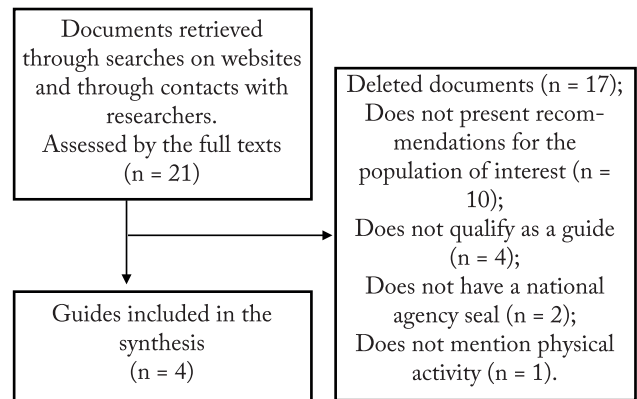 Documents retrieved
through searches on websites
and through contacts with
researchers.
Assessed by the full texts
(n = 21)
Deleted documents (n = 17);
Does not present recom-
mendations for the
population of interest (n =
10);
Does not qualify as a guide
(n = 4);
Does not have a national
agency seal (n = 2);
Does not mention physical
activity (n = 1).
Guides included in the
synthesis
(n = 4)